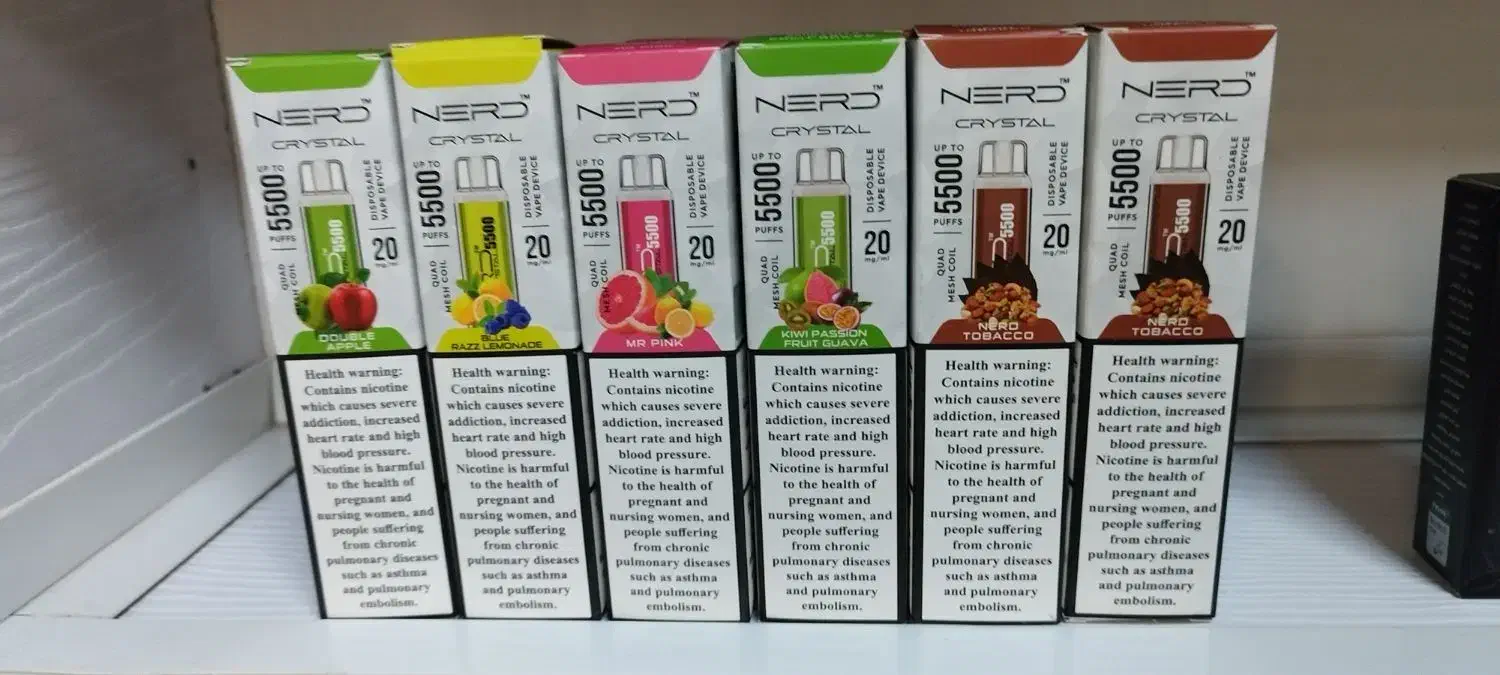 NERD™
CRYSTAL
UP TO
5500
PUFFS
QUAD
MESH COIL
DISPOSABLE
VAPE DEVICE
20
mg/ml
5500
DOUBLE
APPLE
Health warning:
Contains nicotine
which causes severe
addiction, increased
heart rate and high
blood pressure.
Nicotine is harmful
to the health of
pregnant and
nursing women, and
people suffering
from chronic
pulmonary diseases
such as asthma
and pulmonary
embolism.
NERD™
CRYSTAL
UP TO
5500
PUFFS
QUAD
MESH COIL
DISPOSABLE
VAPE DEVICE
20
mg/ml
5500
BLUE
RAZZ LEMONADE
Health warning:
Contains nicotine
which causes severe
addiction, increased
heart rate and high
blood pressure.
Nicotine is harmful
to the health of
pregnant and
nursing women, and
people suffering
from chronic
pulmonary diseases
such as asthma
and pulmonary
embolism.
MR PINK
NERD™
CRYSTAL
UP TO
5500
PUFFS
QUAD
MESH COIL
DISPOSABLE
VAPE DEVICE
20
mg/ml
5500
MR PINK
Health warning:
Contains nicotine
which causes severe
addiction, increased
heart rate and high
blood pressure.
Nicotine is harmful
to the health of
pregnant and
nursing women, and
people suffering
from chronic
pulmonary diseases
such as asthma
and pulmonary
embolism.
NERD™
CRYSTAL
UP TO
5500
PUFFS
QUAD
MESH COIL
DISPOSABLE
VAPE DEVICE
20
mg/ml
5500
KIWI PASSION
FRUIT GUAVA
Health warning:
Contains nicotine
which causes severe
addiction, increased
heart rate and high
blood pressure.
Nicotine is harmful
to the health of
pregnant and
nursing women, and
people suffering
from chronic
pulmonary diseases
such as asthma
and pulmonary
embolism.
NERD™
CRYSTAL
UP TO
5500
PUFFS
QUAD
MESH COIL
DISPOSABLE
VAPE DEVICE
20
mg/ml
5500
NERD
TOBACCO
Health warning:
Contains nicotine
which causes severe
addiction, increased
heart rate and high
blood pressure.
Nicotine is harmful
to the health of
pregnant and
nursing women, and
people suffering
from chronic
pulmonary diseases
such as asthma
and pulmonary
embolism.
NERD™
CRYSTAL
UP TO
5500
PUFFS
QUAD
MESH COIL
DISPOSABLE
VAPE DEVICE
20
mg/ml
5500
NERD
TOBACCO
Health warning:
Contains nicotine
which causes severe
addiction, increased
heart rate and high
blood pressure.
Nicotine is harmful
to the health of
pregnant and
nursing women, and
people suffering
from chronic
pulmonary diseases
such as asthma
and pulmonary
embolism.